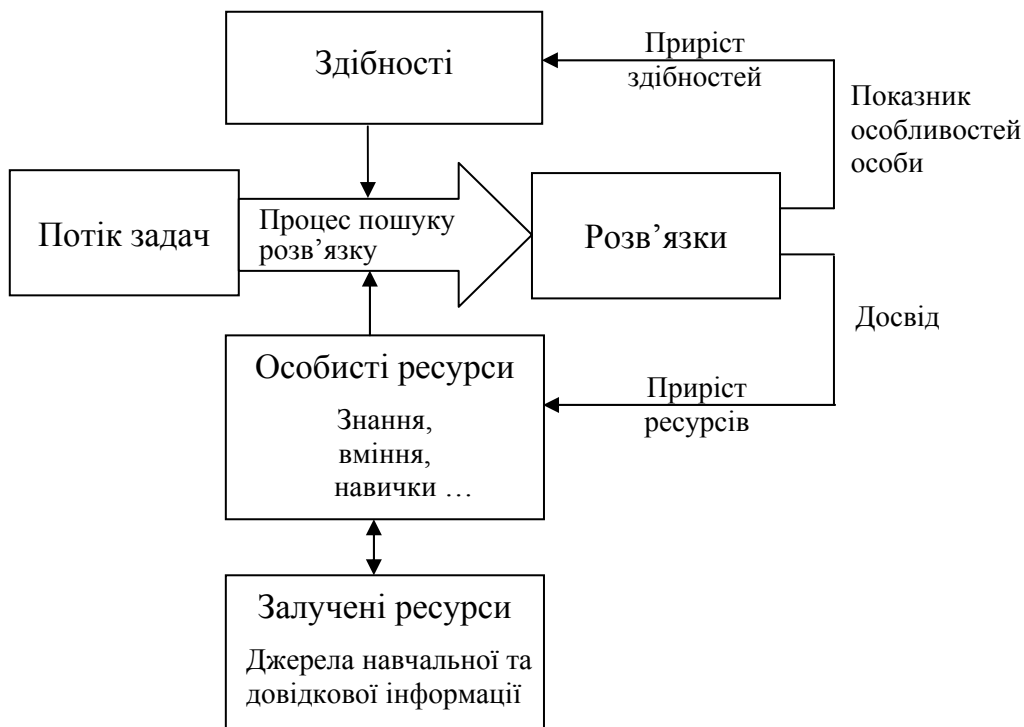 Здібності
Приріст
здібностей
Показник
особливостей
особи
Потік задач
Процес пошуку
розв’язку
Розв’язки
Досвід
Особисті ресурси
Знання,
вміння,
навички …
Приріст
ресурсів
Залучені ресурси
Джерела навчальної та
довідкової інформації